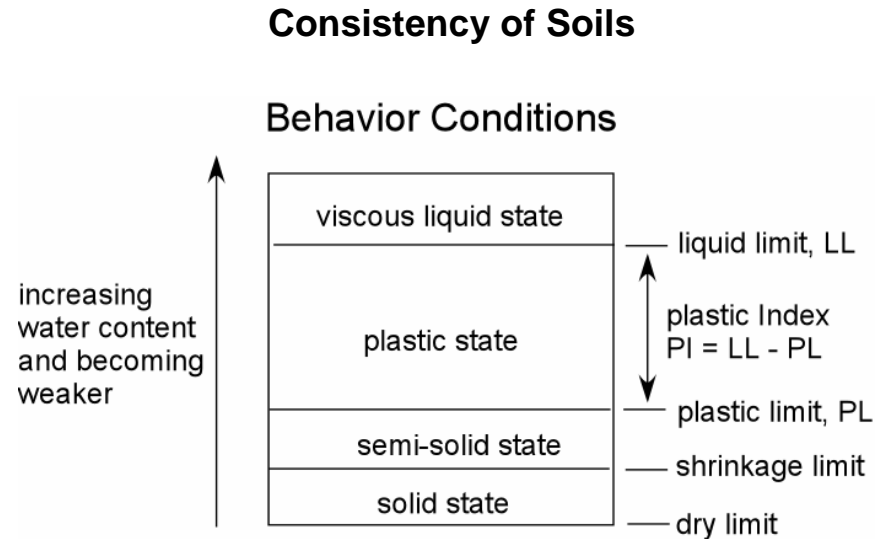 Consistency of Soils
Behavior Conditions
viscous liquid state
liquid limit, LL
increasing
water content
and becoming
weaker
plastic state
plastic Index
PI = LL - PL
plastic limit, PL
semi-solid state
shrinkage limit
solid state
dry limit